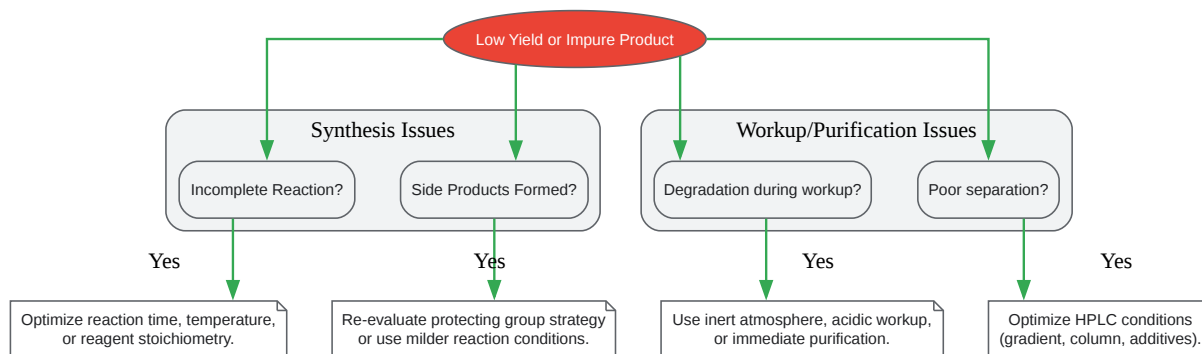 Low Yield or Impure Product
Synthesis Issues
Workup/Purification Issues
Incomplete Reaction?
Side Products Formed?
Degradation during workup?
Poor separation?
Yes
Yes
Yes
Yes
Optimize reaction time, temperature,
or reagent stoichiometry.
Re-evaluate protecting group strategy
or use milder reaction conditions.
Use inert atmosphere, acidic workup,
or immediate purification.
Optimize HPLC conditions
(gradient, column, additives).